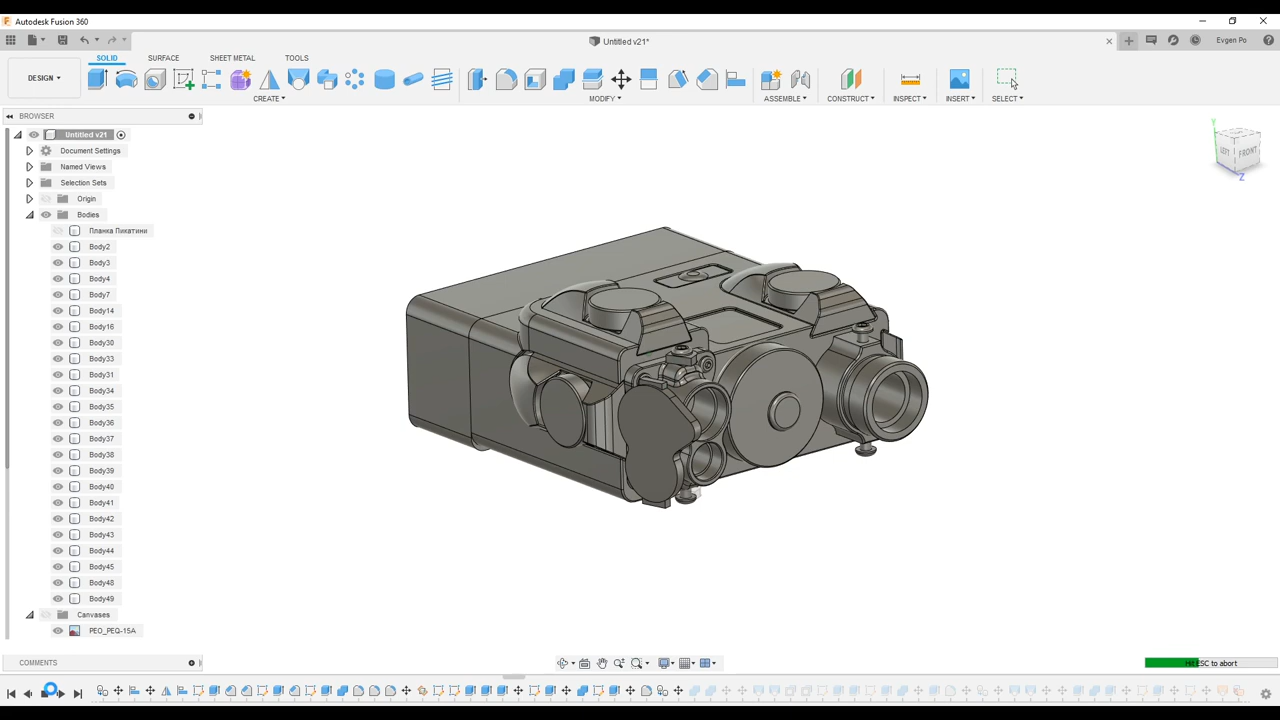 Autodesk Fusion 360
Untitled v21*
Evgen Po
DESIGN
SOLID
SURFACE
SHEET METAL
TOOLS
CREATE
MODIFY
ASSEMBLE
CONSTRUCT
INSPECT
INSERT
SELECT
BROWSER
Untitled v21
Document Settings
Named Views
Selection Sets
Origin
Bodies
Планка Пикатини
Body2
Body3
Body4
Body7
Body14
Body16
Body30
Body33
Body31
Body34
Body35
Body36
Body37
Body38
Body39
Body40
Body41
Body42
Body43
Body44
Body45
Body48
Body49
Canvases
PEO_PEQ-15A
Y
LEFT
FRONT
Z
COMMENTS
Hit ESC to abort